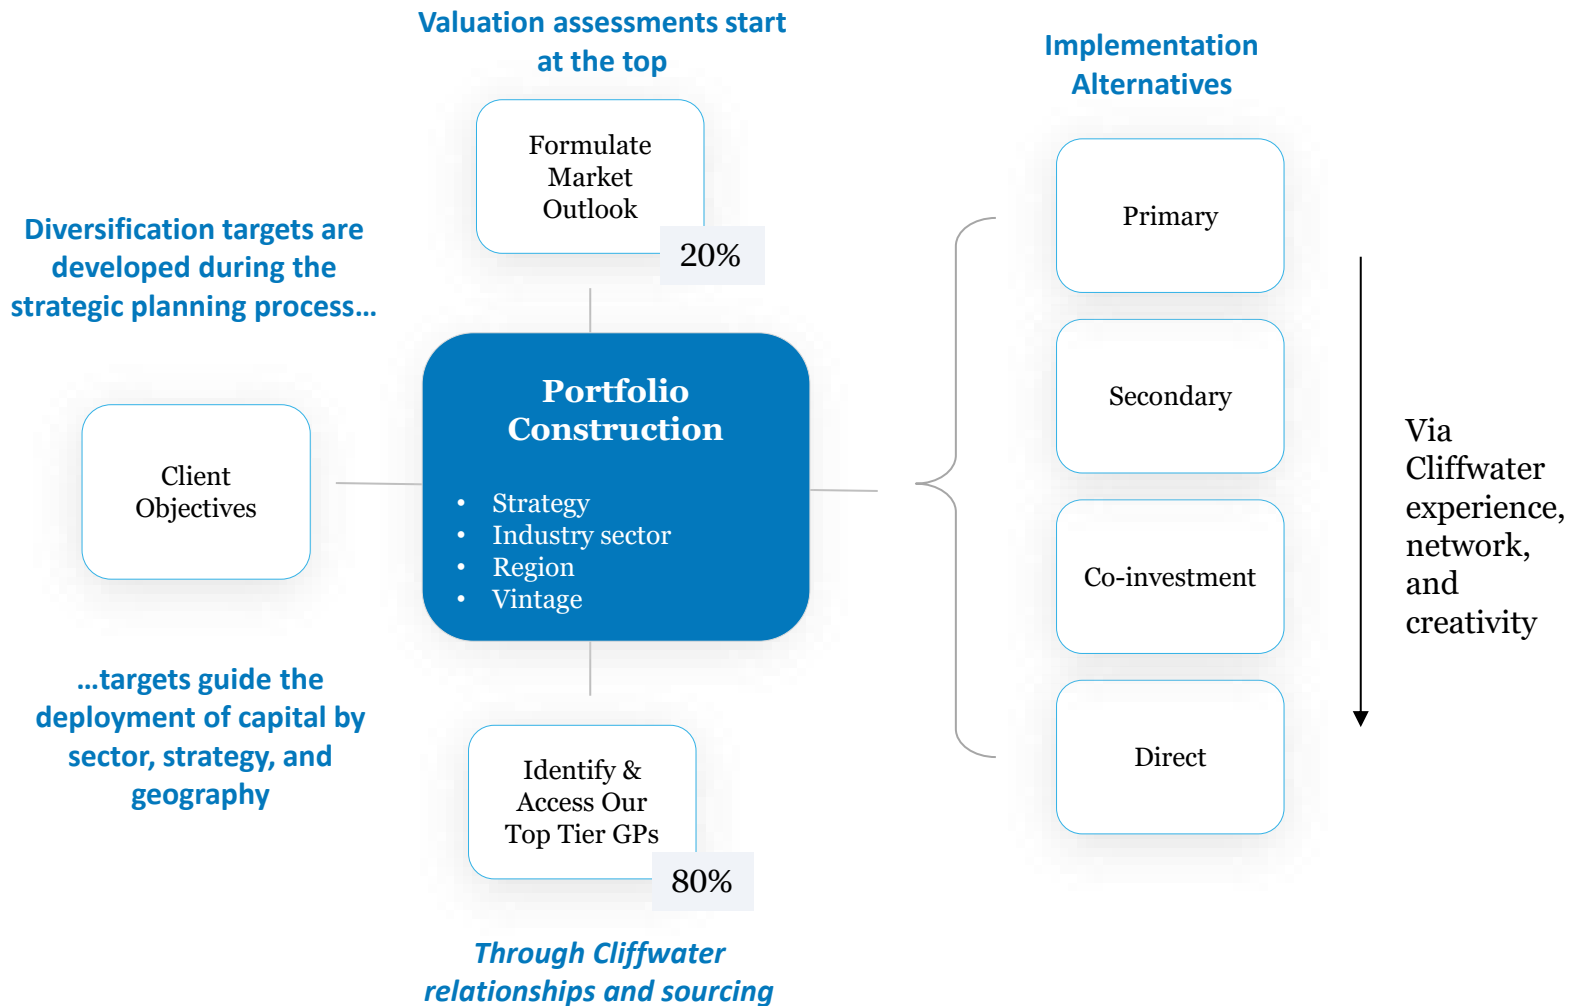 Valuation assessments start
at the top
Formulate
Market
Outlook
20%
Diversification targets are
developed during the
strategic planning process…
Client
Objectives
…targets guide the
deployment of capital by
sector, strategy, and
geography
Portfolio
Construction
• Strategy
• Industry sector
• Region
• Vintage
Identify &
Access Our
Top Tier GPs
80%
Through Cliffwater
relationships and sourcing
Implementation
Alternatives
Primary
Secondary
Co-investment
Direct
Via
Cliffwater
experience,
network,
and
creativity